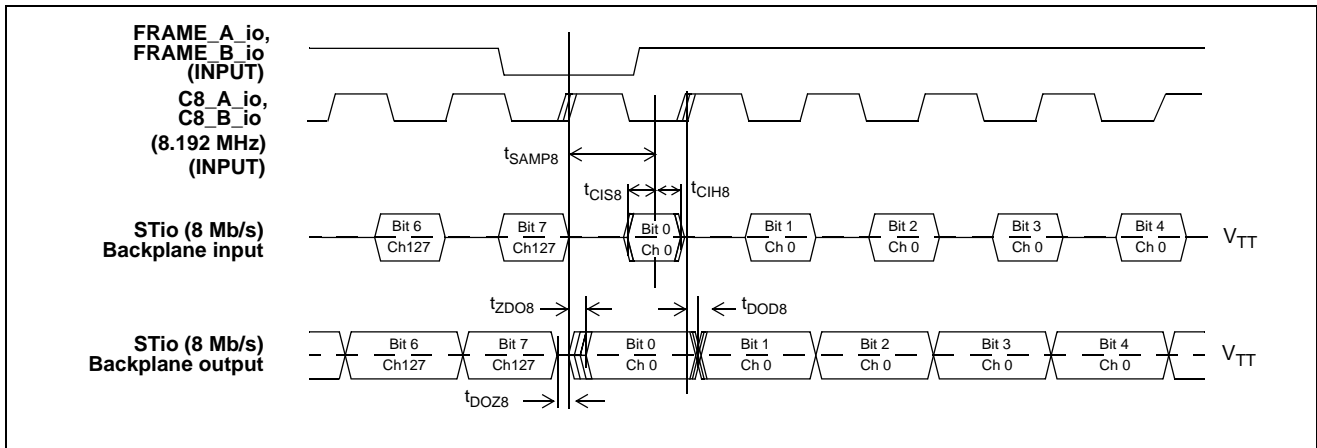 FRAME_A_io,
FRAME_B_io
(INPUT)
C8_A_io,
C8_B_io
(8.192 MHz)
(INPUT)
tSAMP8
tCIS8
tCIH8
STio (8 Mb/s)
Backplane input
Bit 6
Ch127
Bit 7
Ch127
Bit 0
Ch 0
Bit 1
Ch 0
Bit 2
Ch 0
Bit 3
Ch 0
Bit 4
Ch 0
VTT
tZDO8
tDOD8
STio (8 Mb/s)
Backplane output
Bit 6
Ch127
Bit 7
Ch127
Bit 0
Ch 0
Bit 1
Ch 0
Bit 2
Ch 0
Bit 3
Ch 0
Bit 4
Ch 0
VTT
tDOZ8